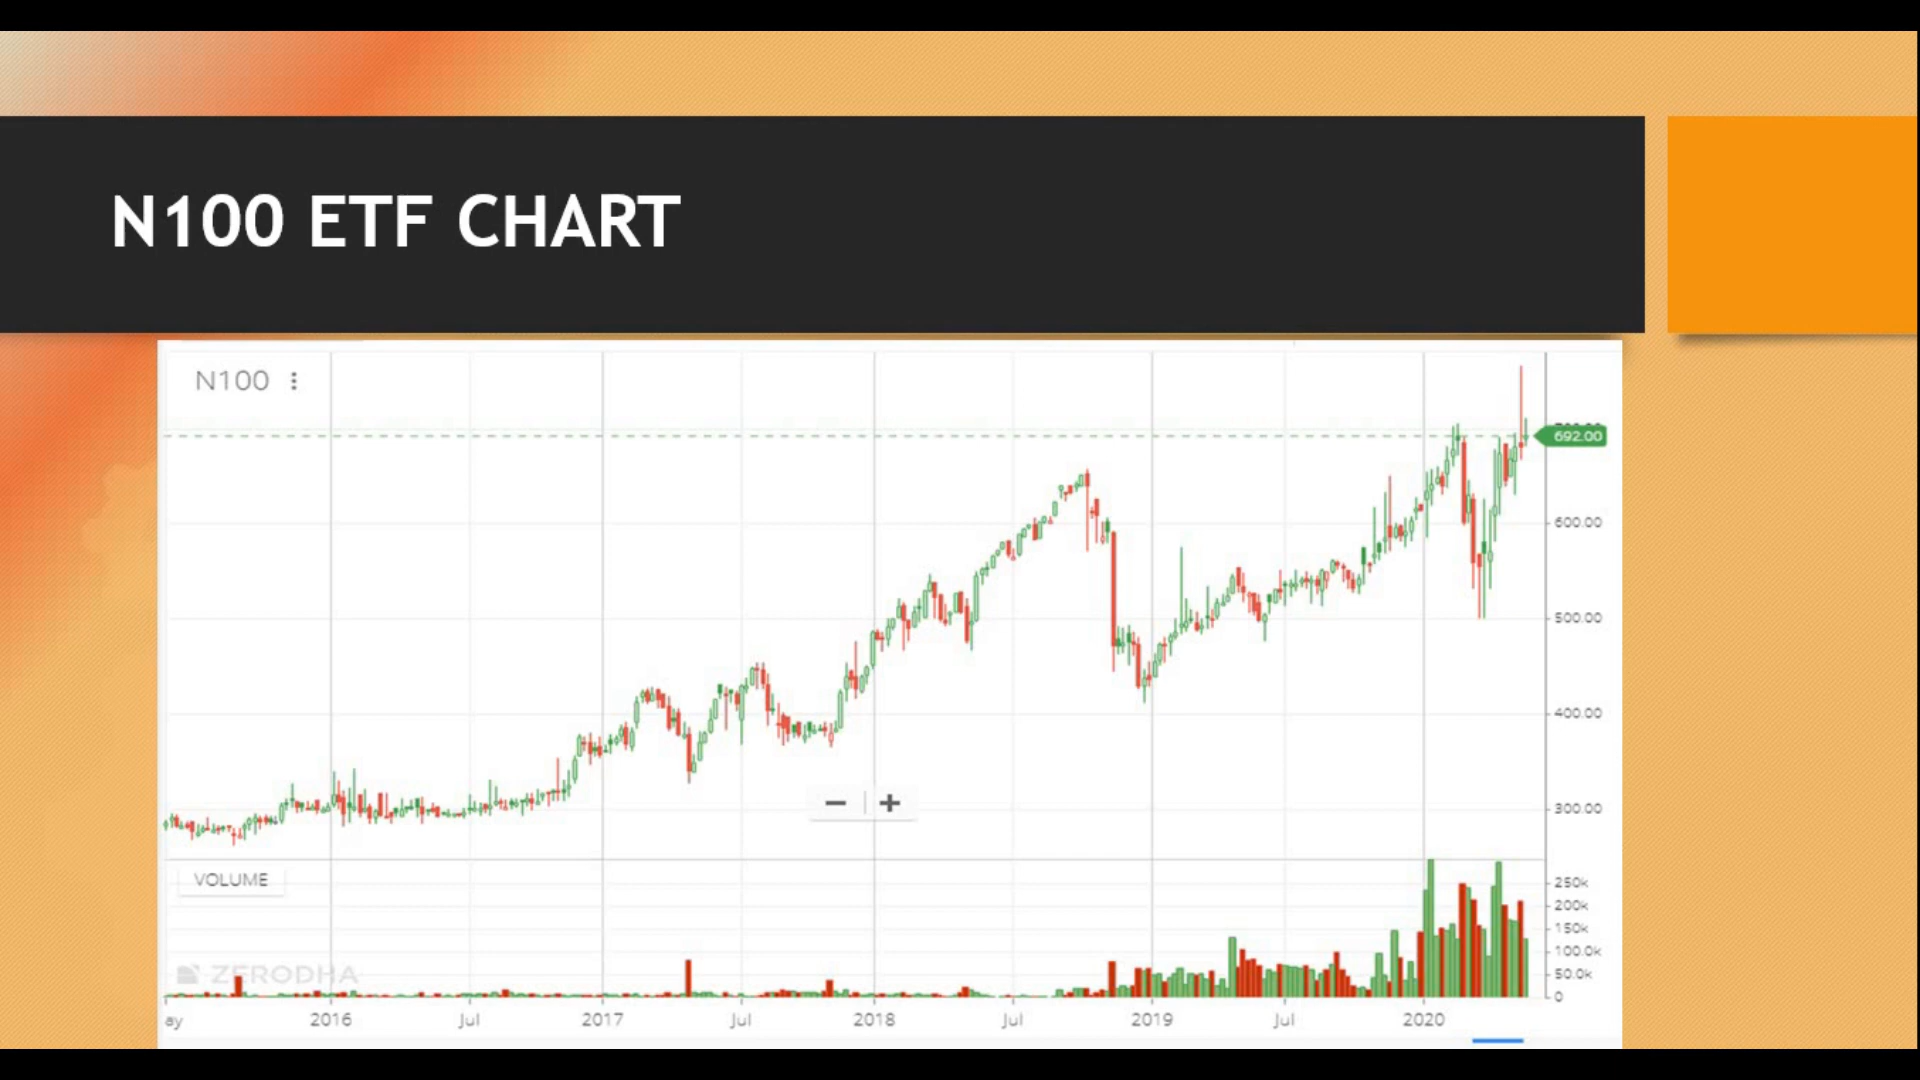 N100 ETF CHART
N100
692.00
600.00
500.00
400.00
300.00
VOLUME
250k
200k
150k
100.0k
50.0k
0
ZERODHA
ay 2016 Jul 2017 Jul 2018 Jul 2019 Jul 2020